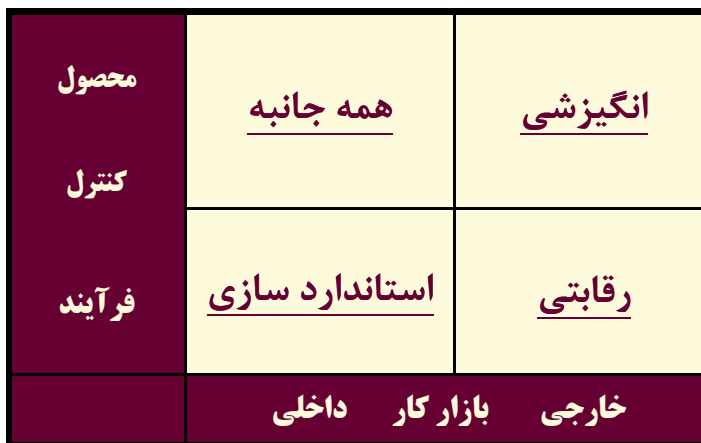 محصول
همه جانبه
انگیزشی
کنترل
فرآیند
استاندارد سازی
رقابتی
خارجی بازار کار داخلی